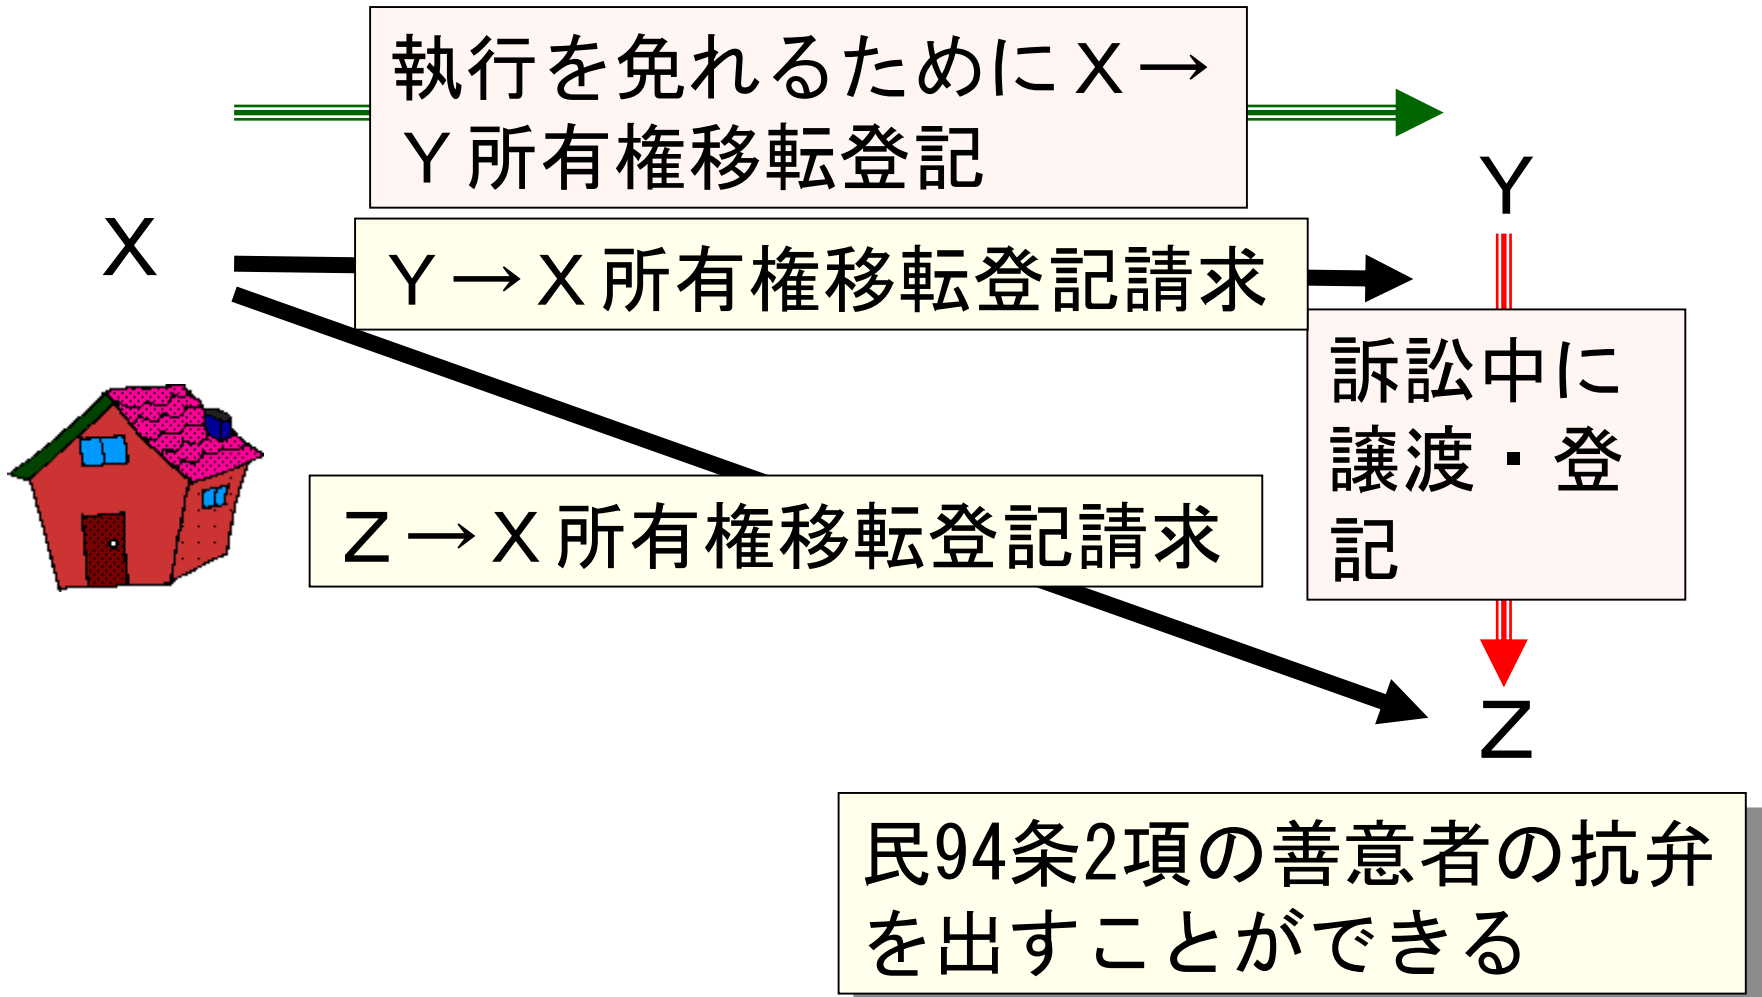 執行を免れるためにＸ→
Ｙ所有権移転登記
Ｙ
Ｘ
Ｙ→Ｘ所有権移転登記請求
訴訟中に
譲渡・登
記
Ｚ→Ｘ所有権移転登記請求
Ｚ
民94条2項の善意者の抗弁
を出すことができる